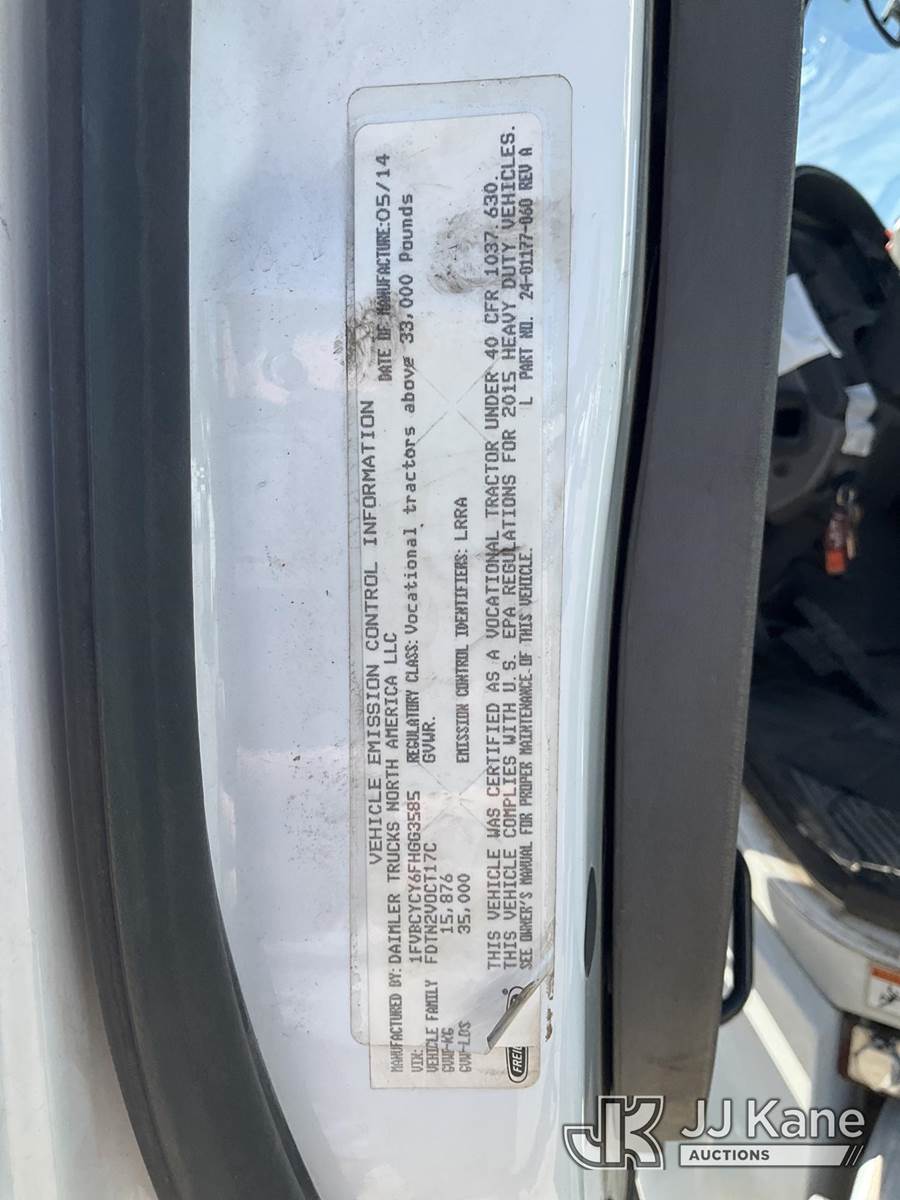 VEHICLE EMISSION CONTROL INFORMATION
MANUFACTURED BY: DAIMLER TRUCKS NORTH AMERICA LLC DATE OF MANUFACTURE: 05/14
VIN: 1FVBCYCY6FHGG3585 REGULATORY CLASS: Vocational tractors above 33,000 Pounds
VEHICLE FAMILY FDTN2VOCT17C GVWR.
GVW-KG 15,876
GVW-LBS 35,000 EMISSION CONTROL IDENTIFIERS: LRRA
THIS VEHICLE WAS CERTIFIED AS A VOCATIONAL TRACTOR UNDER 40 CFR 1037.630.
THIS VEHICLE COMPLIES WITH U.S. EPA REGULATIONS FOR 2015 HEAVY DUTY VEHICLES.
SEE OWNER'S MANUAL FOR PROPER MAINTENANCE OF THIS VEHICLE. L PART NO. 24-01177-060 REV A
JK JJ Kane
AUCTIONS